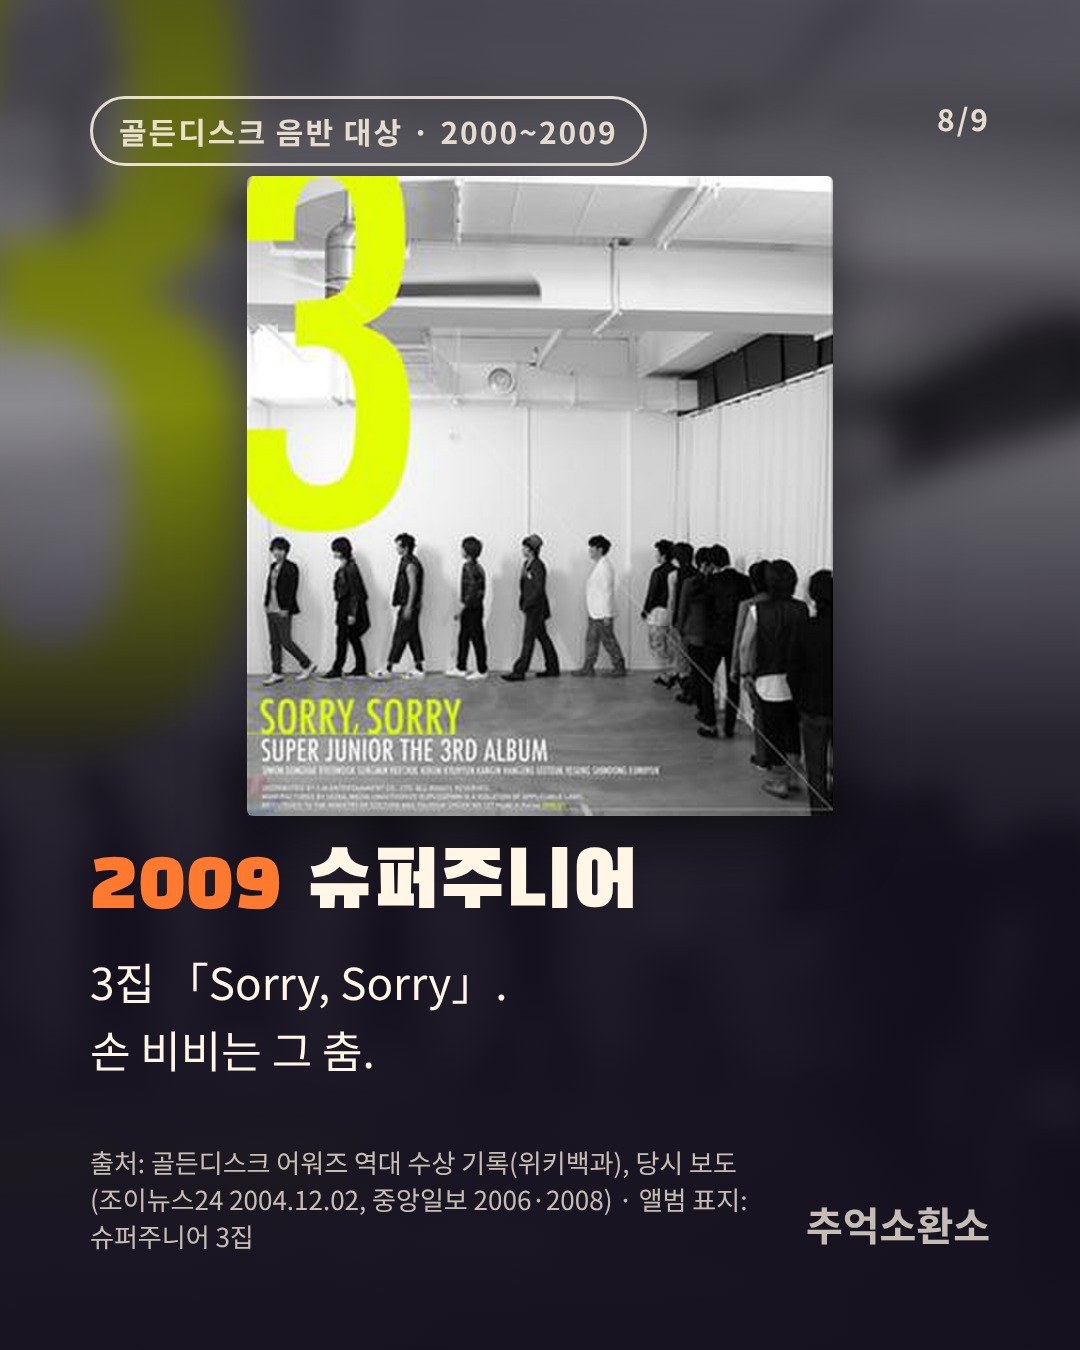 골든디스크 음반 대상 · 2000~2009
8/9
3
SORRY, SORRY
SUPER JUNIOR THE 3RD ALBUM
2009 슈퍼주니어
3집 「Sorry, Sorry」.
손 비비는 그 춤.
출처: 골든디스크 어워즈 역대 수상 기록(위키백과), 당시 보도
(조이뉴스24 2004.12.02, 중앙일보 2006·2008) · 앨범 표지:
슈퍼주니어 3집
추억소환소